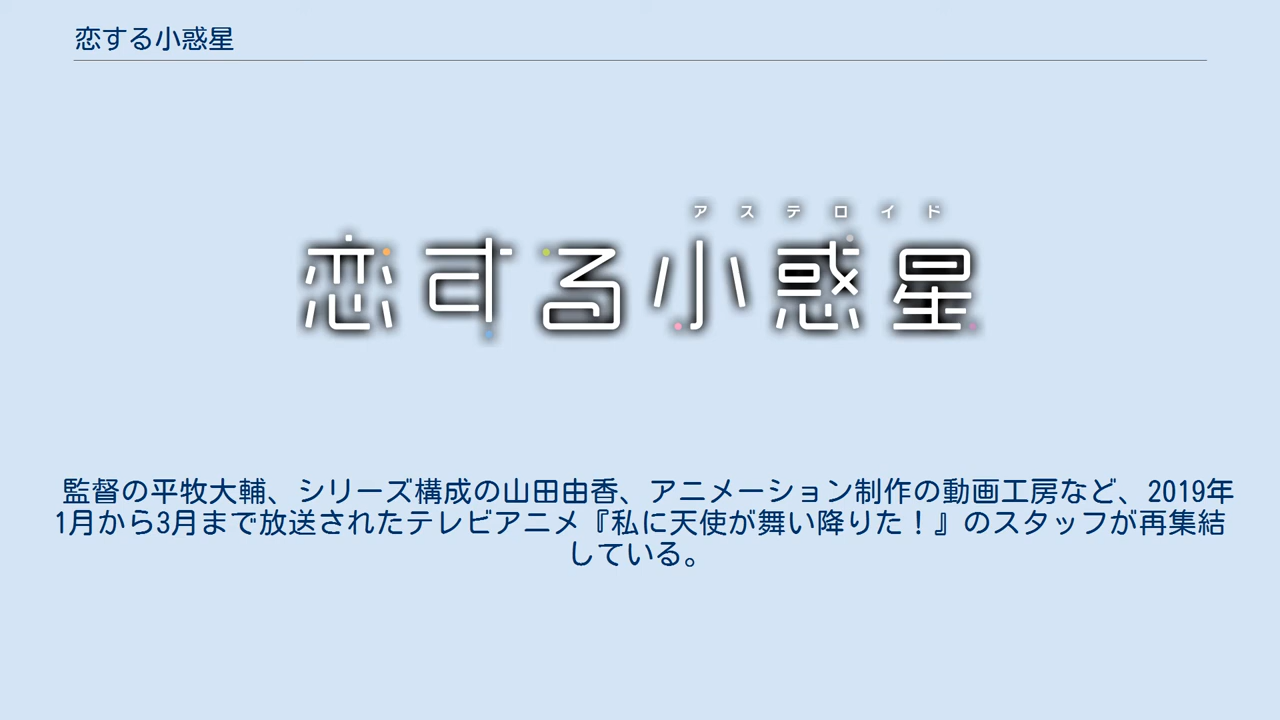 恋する小惑星
アステロイド
恋する小惑星
監督の平牧大輔、シリーズ構成の山田由香、アニメーション制作の動画工房など、2019年
1月から3月まで放送されたテレビアニメ『私に天使が舞い降りた！』のスタッフが再集結
している。